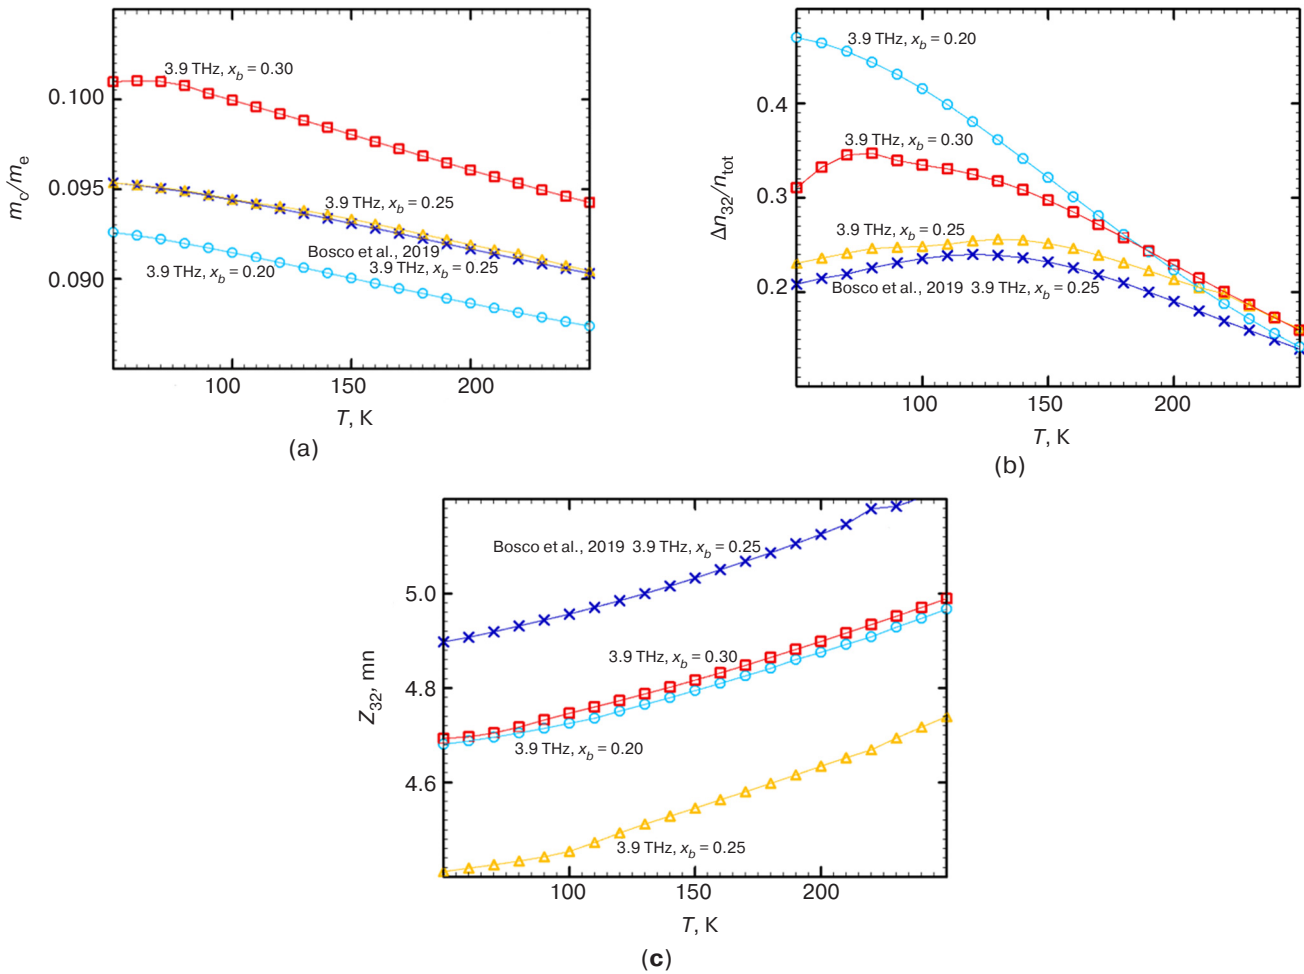 3.9 THz, x_b = 0.30
0.100
m_c/m_e
0.095
3.9 THz, x_b = 0.25
Bosco et al., 2019
3.9 THz, x_b = 0.25
3.9 THz, x_b = 0.20
0.090
100 150 200
T, K
(a)
3.9 THz, x_b = 0.20
0.4
3.9 THz, x_b = 0.30
Δn_32/n_tot
0.3
3.9 THz, x_b = 0.25
Bosco et al., 2019 3.9 THz, x_b = 0.25
0.2
100 150 200
T, K
(b)
Bosco et al., 2019 3.9 THz, x_b = 0.25
5.0
3.9 THz, x_b = 0.30
Z_32, mn
4.8
3.9 THz, x_b = 0.20
4.6
3.9 THz, x_b = 0.25
100 150 200
T, K
(c)